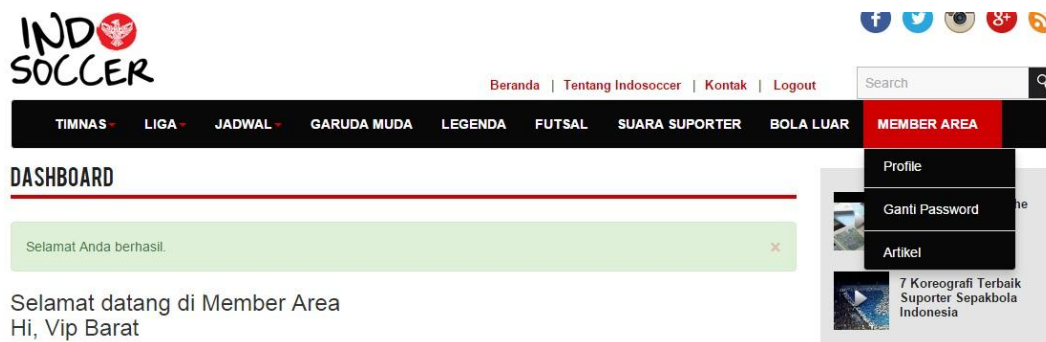 INDO
SOCCER
Beranda | Tentang Indosoccer | Kontak | Logout
Search
TIMNAS LIGA JADWAL GARUDA MUDA LEGENDA FUTSAL SUARA SUPORTER BOLA LUAR MEMBER AREA
Profile
Ganti Password
Artikel
DASHBOARD
Selamat Anda berhasil.
×
Selamat datang di Member Area
Hi, Vip Barat
7 Koreografi Terbaik
Suporter Sepakbola
Indonesia